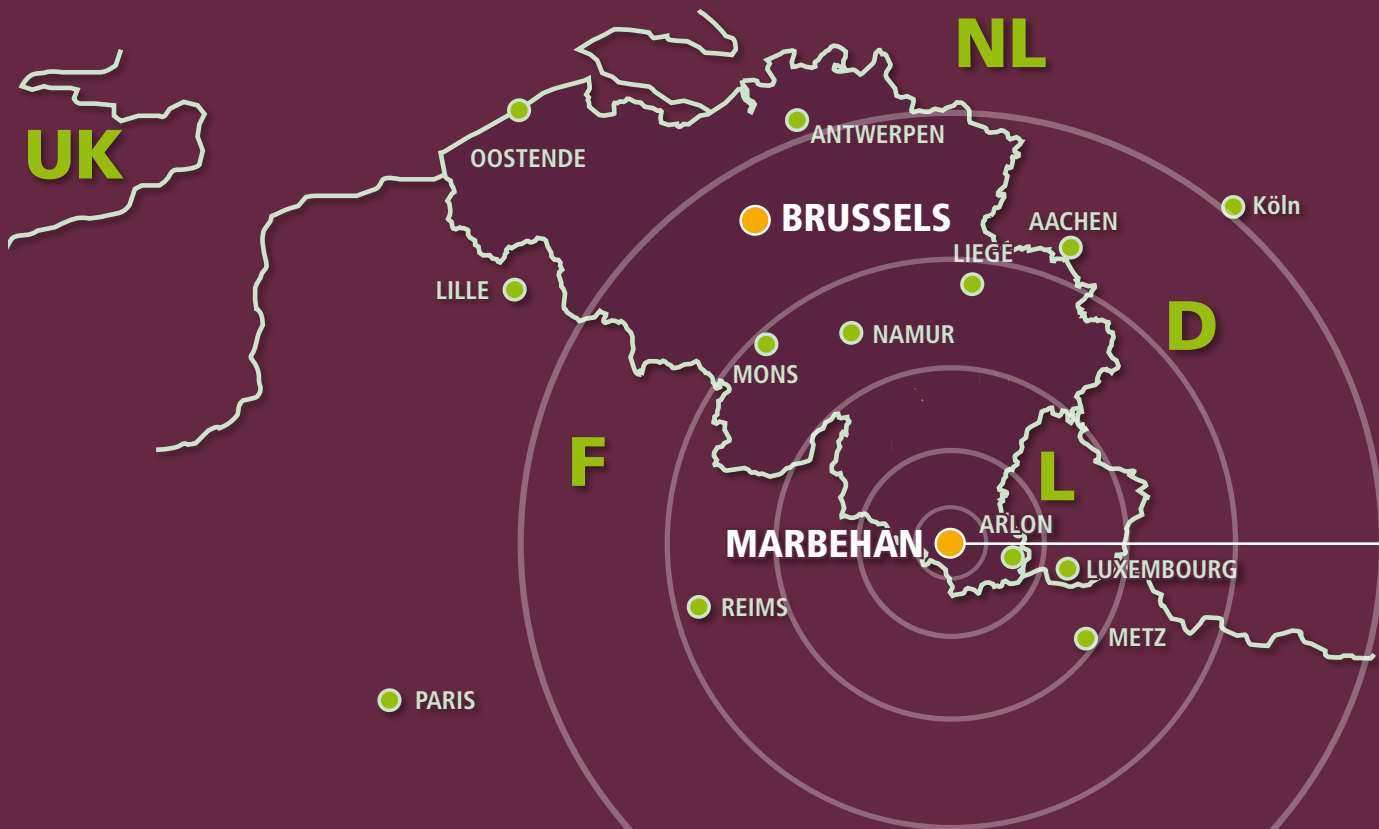 NL
UK
ANTWERPEN
OOSTENDE
Köln
BRUSSELS
AACHEN
LIEGE
LILLE
D
NAMUR
MONS
F
L
ARLON
MARBEHAN
LUXEMBOURG
REIMS
METZ
PARIS